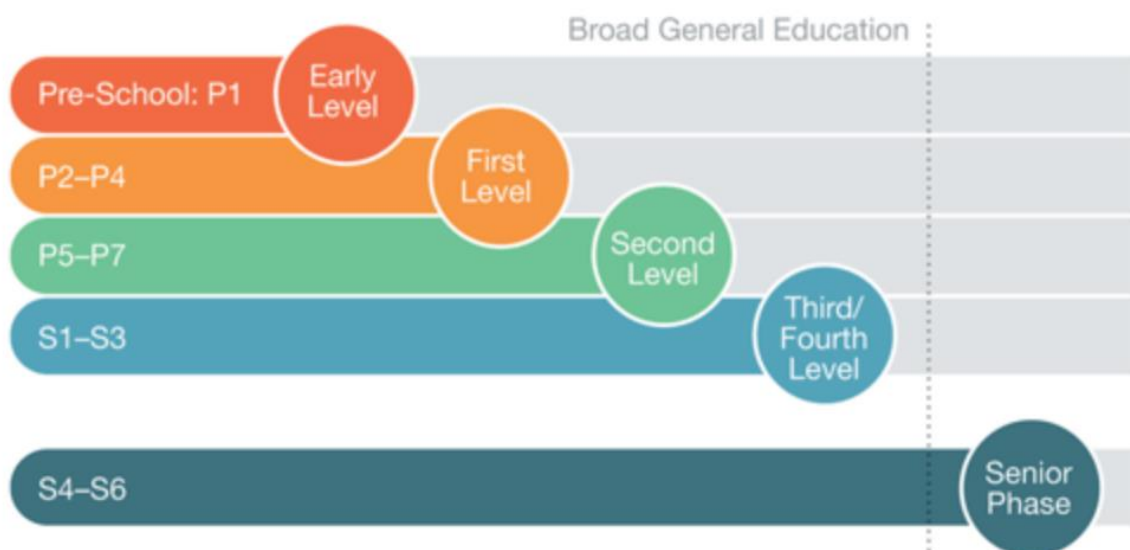 Broad General Education
Pre-School: P1
Early
Level
P2–P4
First
Level
P5–P7
Second
Level
S1–S3
Third/
Fourth
Level
S4–S6
Senior
Phase